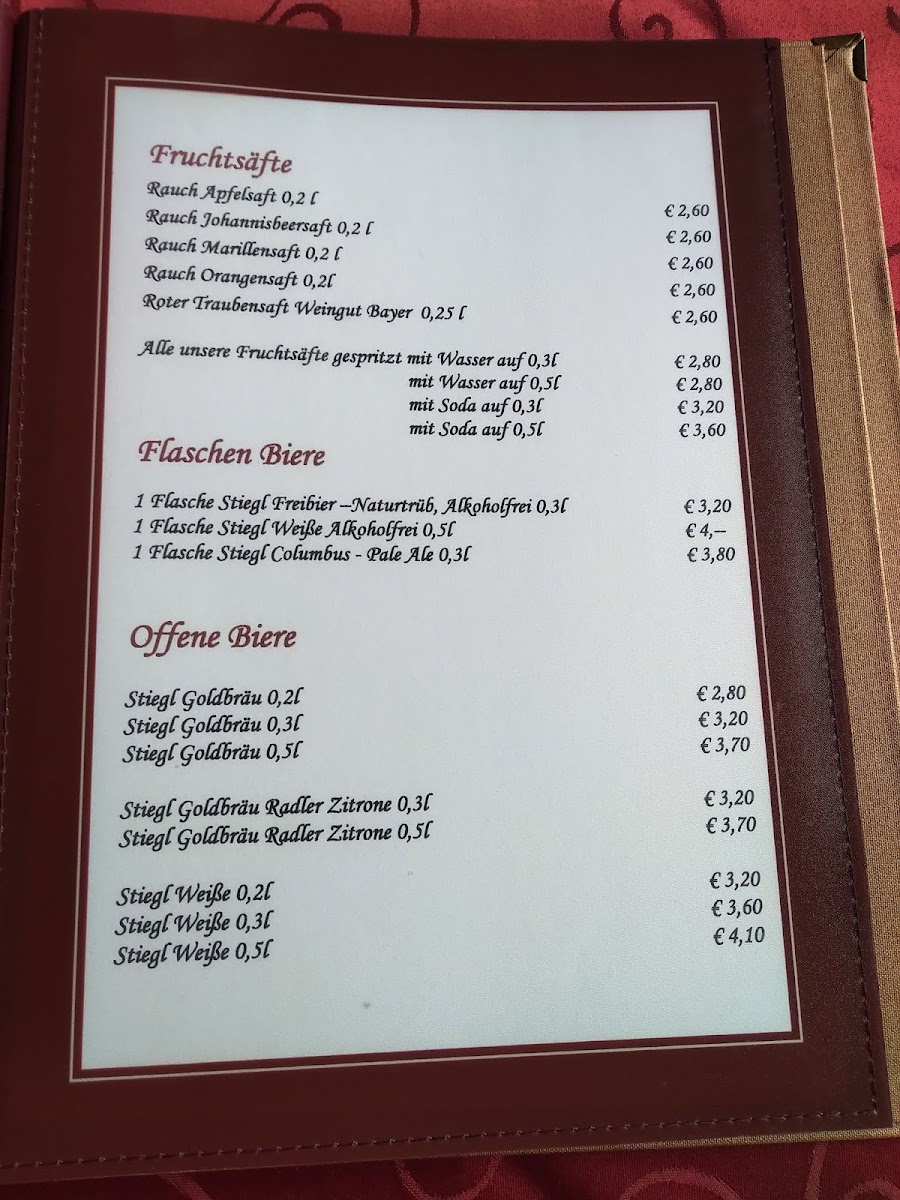 Fruchtsäfte
Rauch Apfelsaft 0,2 l € 2,60
Rauch Johannisbeersaft 0,2 l € 2,60
Rauch Marillensaft 0,2 l € 2,60
Rauch Orangensaft 0,2l € 2,60
Roter Traubensaft Weingut Bayer 0,25 l € 2,60
Alle unsere Fruchtsäfte gespritzt mit Wasser auf 0,3l € 2,80
mit Wasser auf 0,5l € 2,80
mit Soda auf 0,3l € 3,20
mit Soda auf 0,5l € 3,60
Flaschen Biere
1 Flasche Stiegl Freibier –Naturtrüb, Alkoholfrei 0,3l € 3,20
1 Flasche Stiegl Weiße Alkoholfrei 0,5l € 4,--
1 Flasche Stiegl Columbus - Pale Ale 0,3l € 3,80
Offene Biere
Stiegl Goldbräu 0,2l € 2,80
Stiegl Goldbräu 0,3l € 3,20
Stiegl Goldbräu 0,5l € 3,70
Stiegl Goldbräu Radler Zitrone 0,3l € 3,20
Stiegl Goldbräu Radler Zitrone 0,5l € 3,70
Stiegl Weiße 0,2l € 3,20
Stiegl Weiße 0,3l € 3,60
Stiegl Weiße 0,5l € 4,10